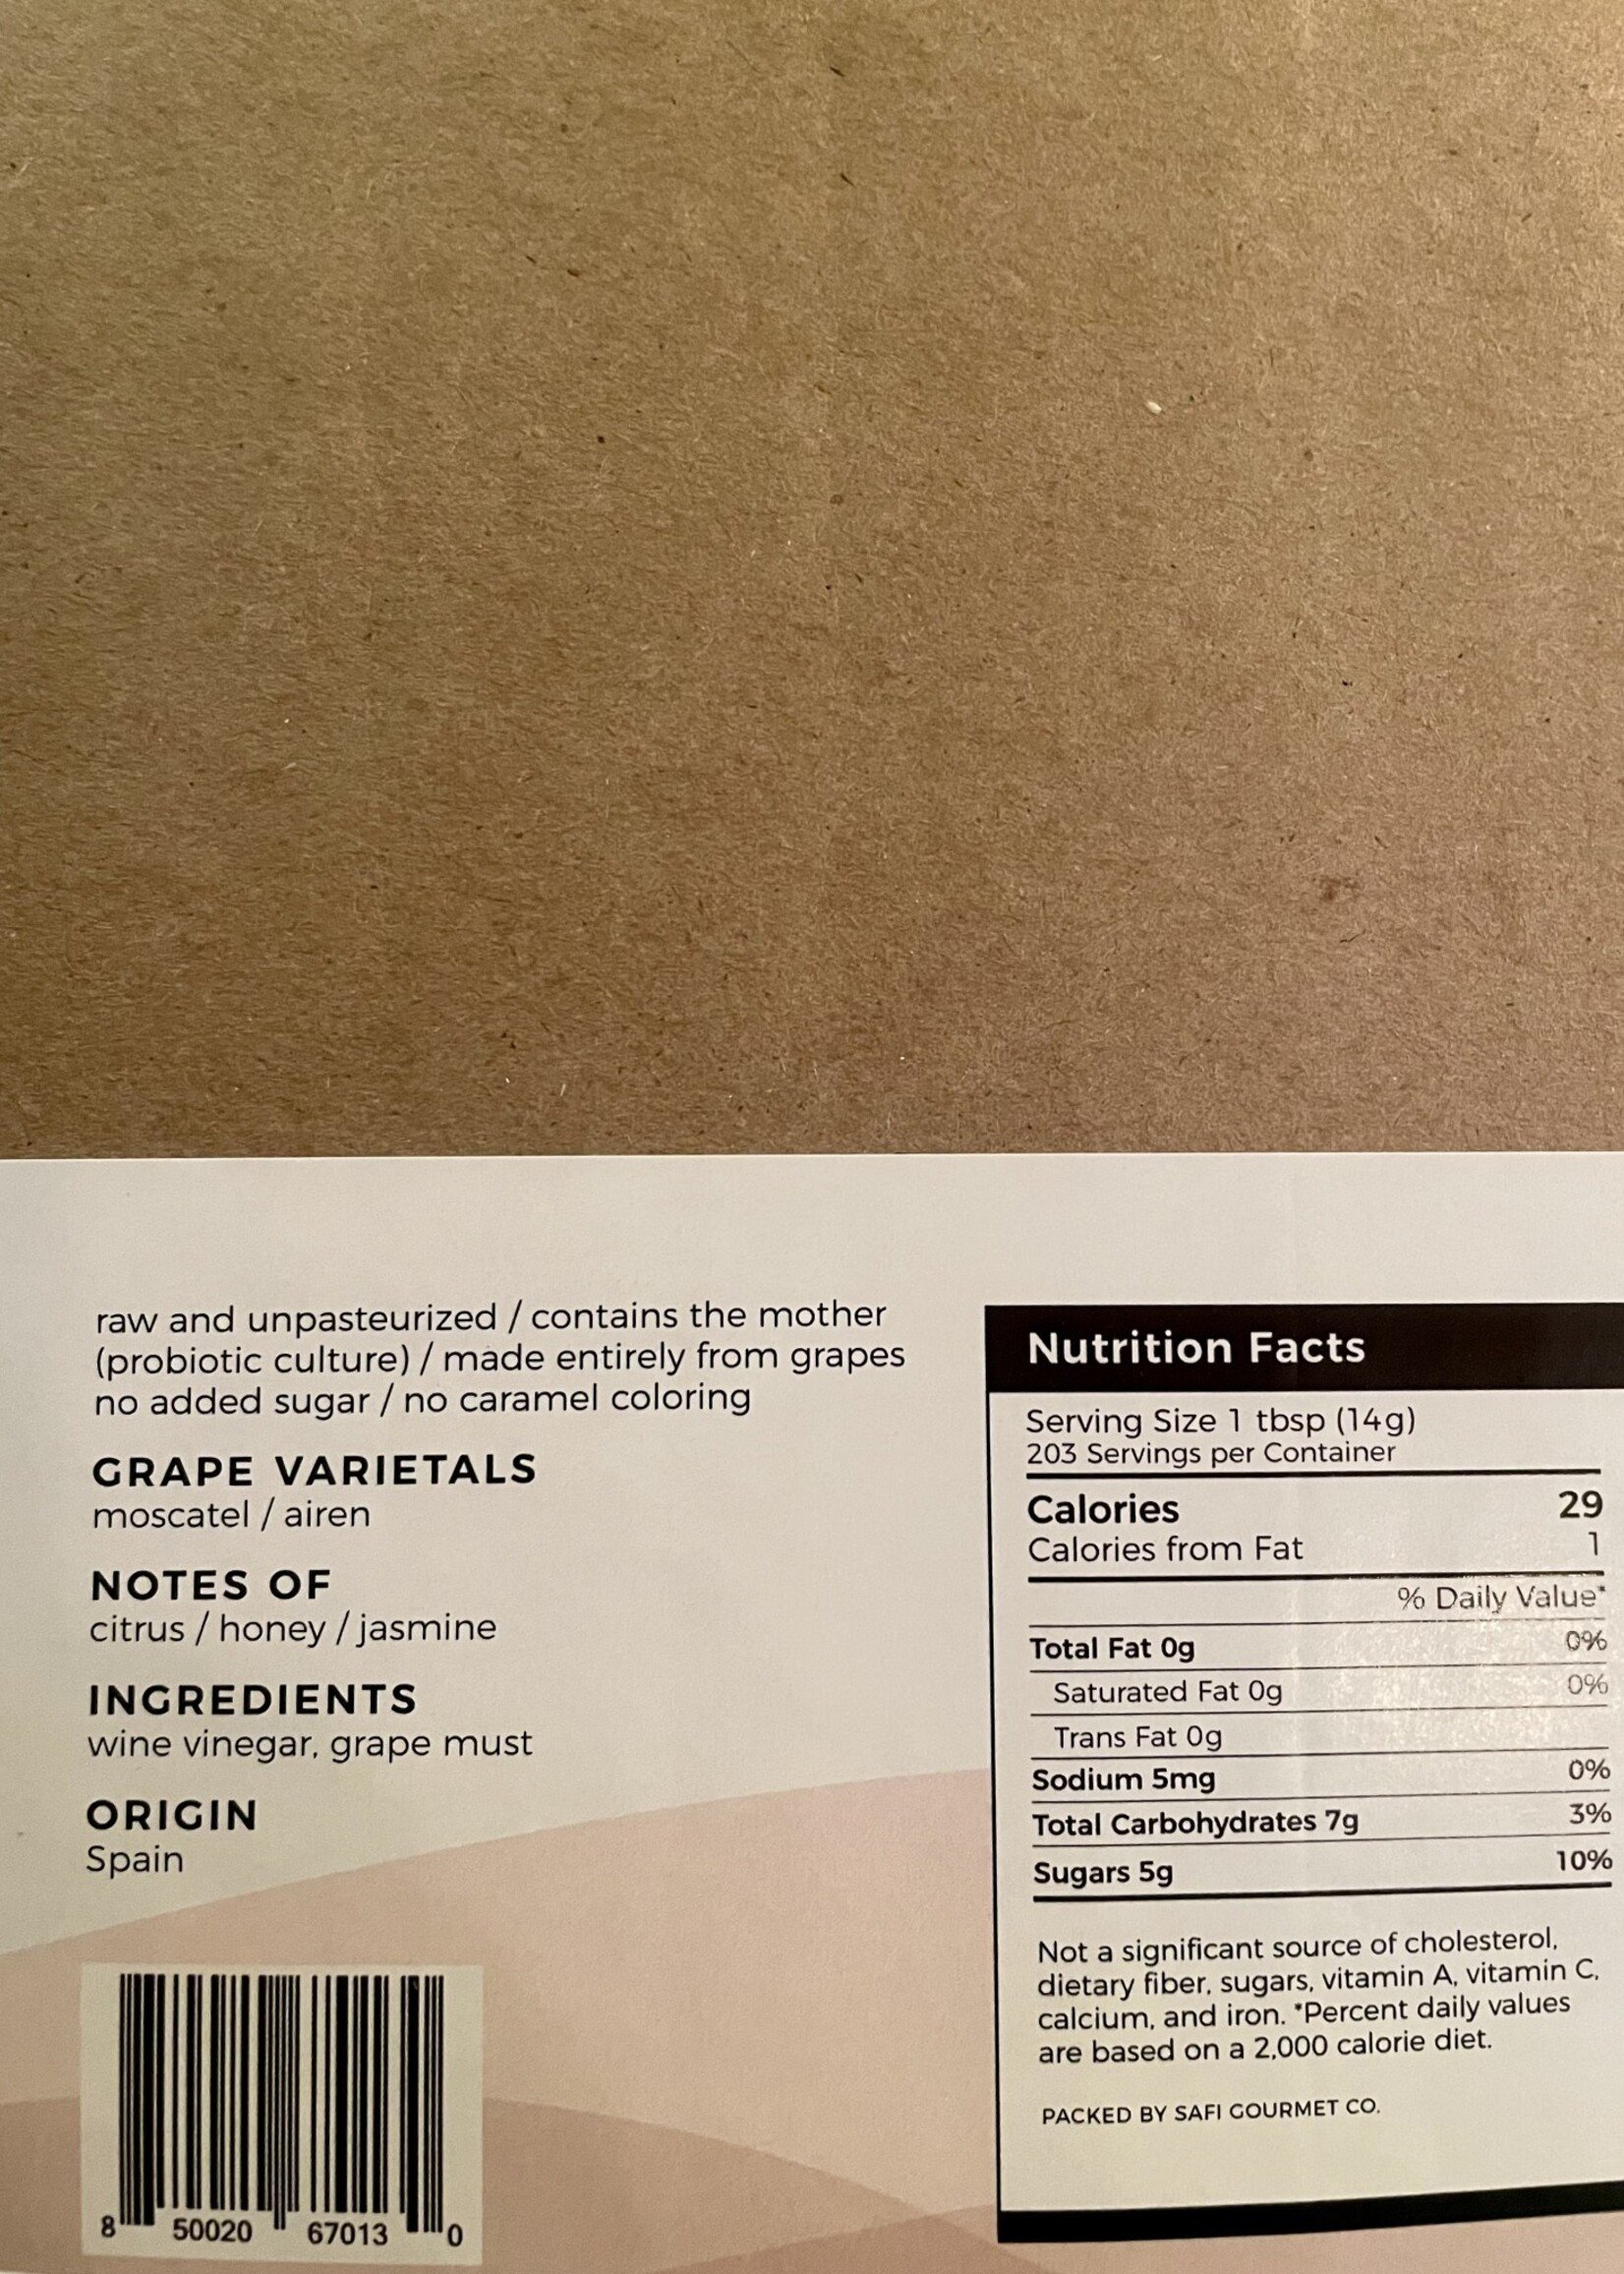 raw and unpasteurized / contains the mother
(probiotic culture) / made entirely from grapes
no added sugar / no caramel coloring
GRAPE VARIETALS
moscatel / airen
NOTES OF
citrus / honey / jasmine
INGREDIENTS
wine vinegar, grape must
ORIGIN
Spain
8 50020 67013 0
Nutrition Facts
Serving Size 1 tbsp (14g)
203 Servings per Container
Calories 29
Calories from Fat 1
% Daily Value*
Total Fat 0g 0%
Saturated Fat 0g 0%
Trans Fat 0g
Sodium 5mg 0%
Total Carbohydrates 7g 3%
Sugars 5g 10%
Not a significant source of cholesterol,
dietary fiber, sugars, vitamin A, vitamin C,
calcium, and iron. *Percent daily values
are based on a 2,000 calorie diet.
PACKED BY SAFI GOURMET CO.